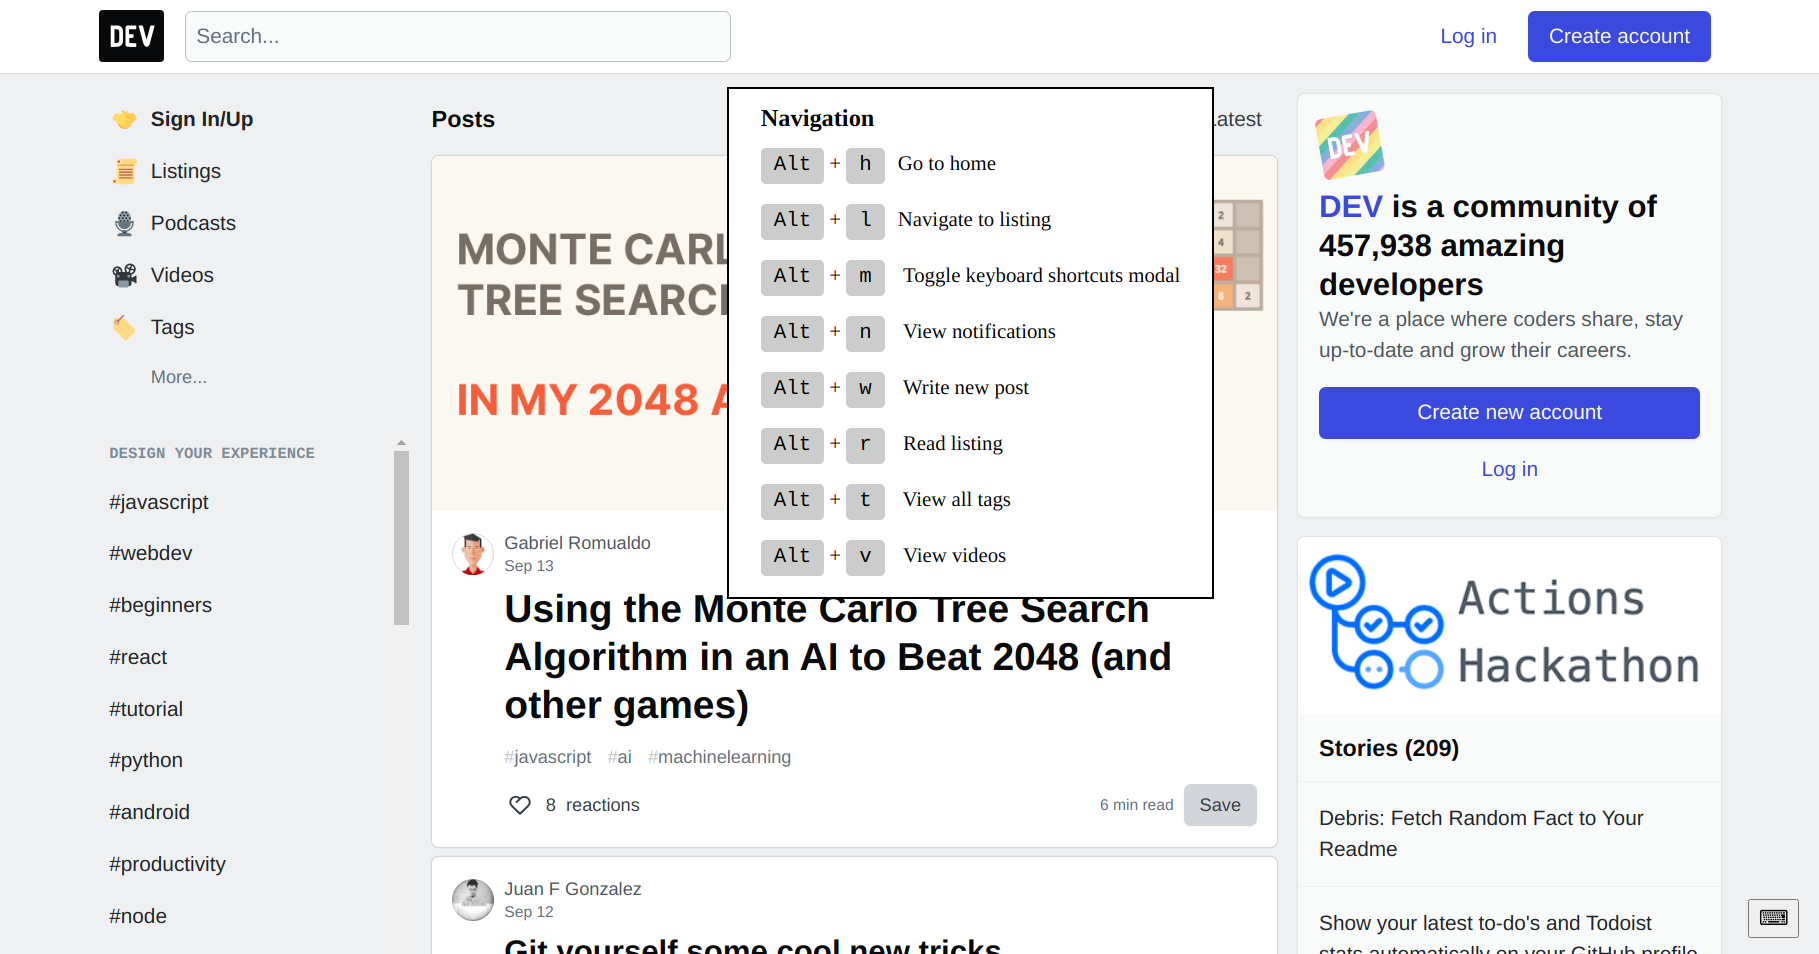 DEV
Search...
Log in
Create account
Sign In/Up
Listings
Podcasts
Videos
Tags
More...
DESIGN YOUR EXPERIENCE
#javascript
#webdev
#beginners
#react
#tutorial
#python
#android
#productivity
#node
Posts
Latest
MONTE CARL
TREE SEARC
IN MY 2048 A
2
4
32
8 2
Navigation
Alt + h Go to home
Alt + l Navigate to listing
Alt + m Toggle keyboard shortcuts modal
Alt + n View notifications
Alt + w Write new post
Alt + r Read listing
Alt + t View all tags
Alt + v View videos
Gabriel Romualdo
Sep 13
Using the Monte Carlo Tree Search
Algorithm in an AI to Beat 2048 (and
other games)
#javascript #ai #machinelearning
8 reactions
6 min read
Save
Juan F Gonzalez
Sep 12
Git yourself some cool new tricks
DEV
DEV is a community of
457,938 amazing
developers
We're a place where coders share, stay
up-to-date and grow their careers.
Create new account
Log in
Actions
Hackathon
Stories (209)
Debris: Fetch Random Fact to Your
Readme
Show your latest to-do's and Todoist
stats automatically on your GitHub profile